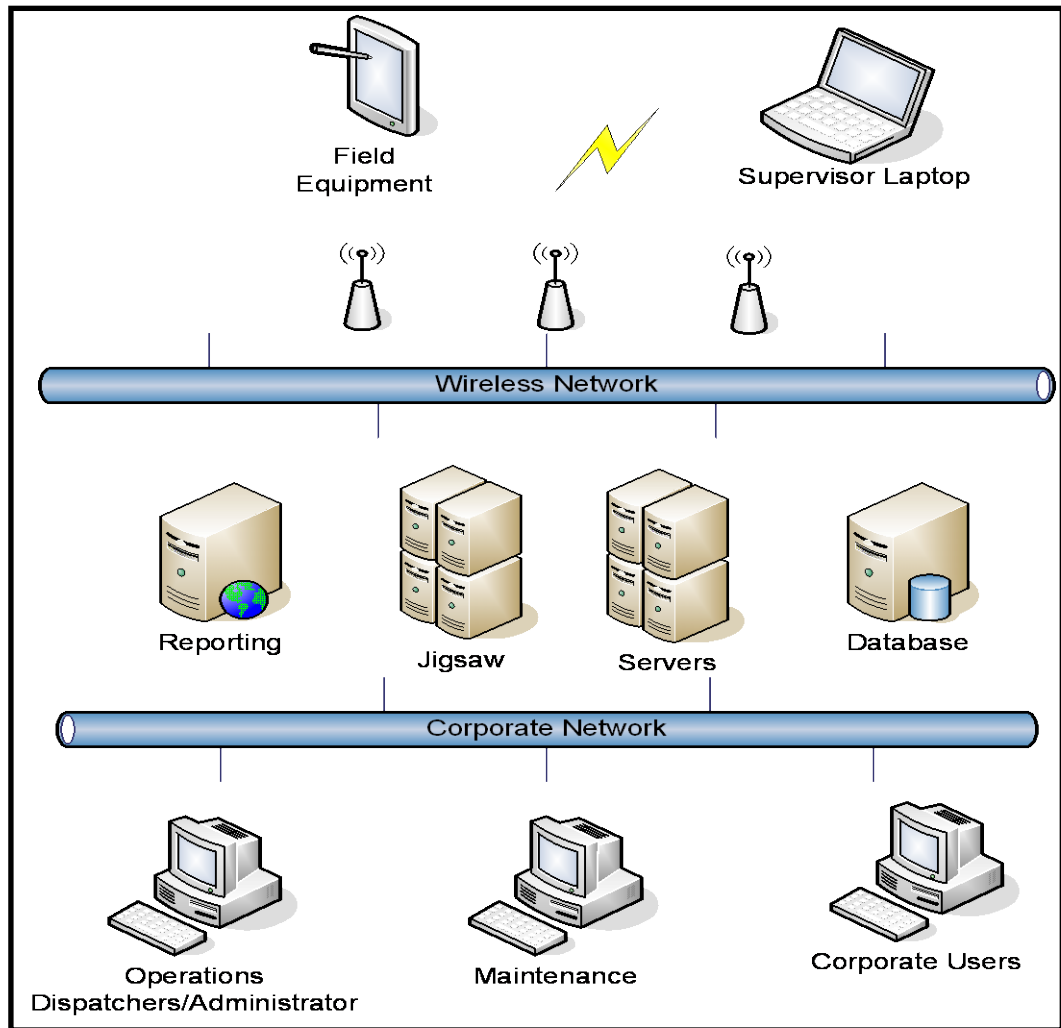 Field
Equipment
Supervisor Laptop
Wireless Network
Reporting
Jigsaw
Servers
Database
Corporate Network
Operations
Dispatchers/Administrator
Maintenance
Corporate Users